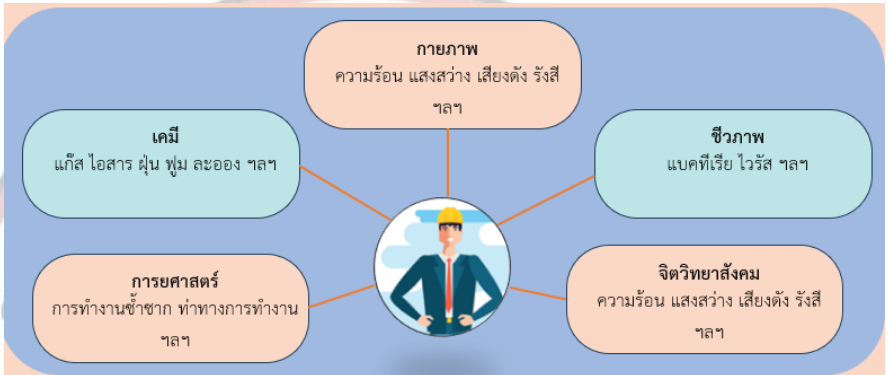 กายภาพ
ความร้อน แสงสว่าง เสียงดัง รังสี
ฯลฯ
เคมี
แก๊ส ไอสาร ฝุ่น ฟูม ละออง ฯลฯ
ชีวภาพ
แบคทีเรีย ไวรัส ฯลฯ
การยศาสตร์
การทำงานซ้ำซาก ท่าทางการทำงาน
ฯลฯ
จิตวิทยาสังคม
ความร้อน แสงสว่าง เสียงดัง รังสี
ฯลฯ